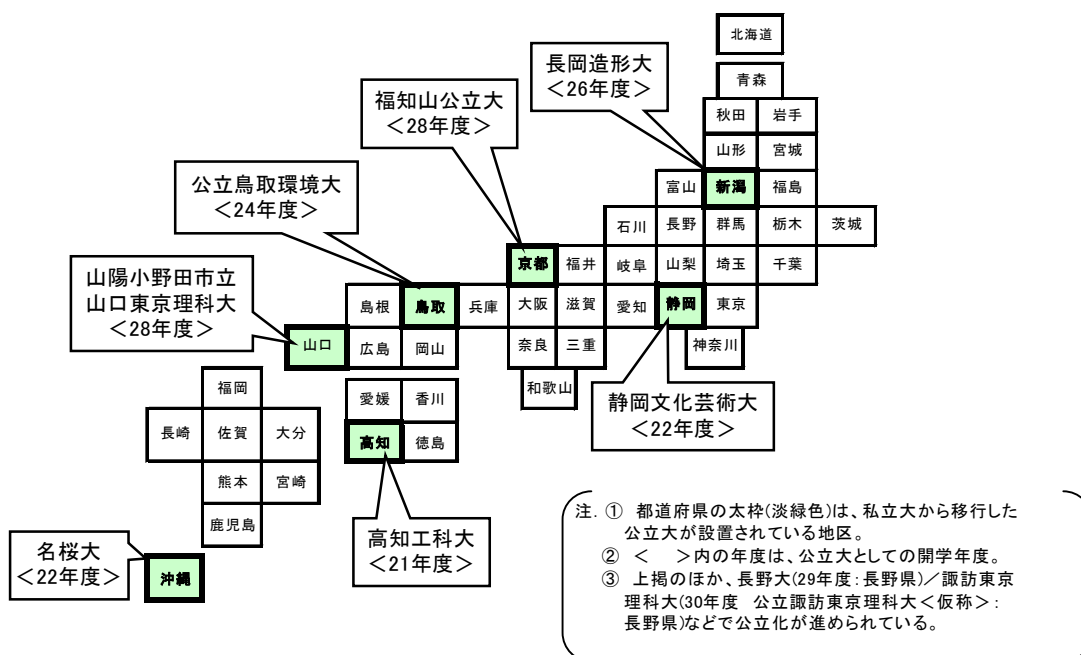 北海道
長岡造形大
<26年度>
青森
福知山公立大
<28年度>
秋田 岩手
山形 宮城
公立鳥取環境大
<24年度>
富山 新潟 福島
石川 長野 群馬 栃木 茨城
山陽小野田市立
山口東京理科大
<28年度>
京都 福井 岐阜 山梨 埼玉 千葉
島根 鳥取 兵庫 大阪 滋賀 愛知 静岡 東京
山口 広島 岡山 奈良 三重 神奈川
福岡 愛媛 香川 和歌山
静岡文化芸術大
<22年度>
長崎 佐賀 大分 高知 徳島
熊本 宮崎
鹿児島
高知工科大
<21年度>
名桜大
<22年度>
沖縄
注. ① 都道府県の太枠(淡緑色)は、私立大から移行した
公立大が設置されている地区。
② < >内の年度は、公立大としての開学年度。
③ 上掲のほか、長野大(29年度:長野県)/諏訪東京
理科大(30年度 公立諏訪東京理科大<仮称>:
長野県)などで公立化が進められている。